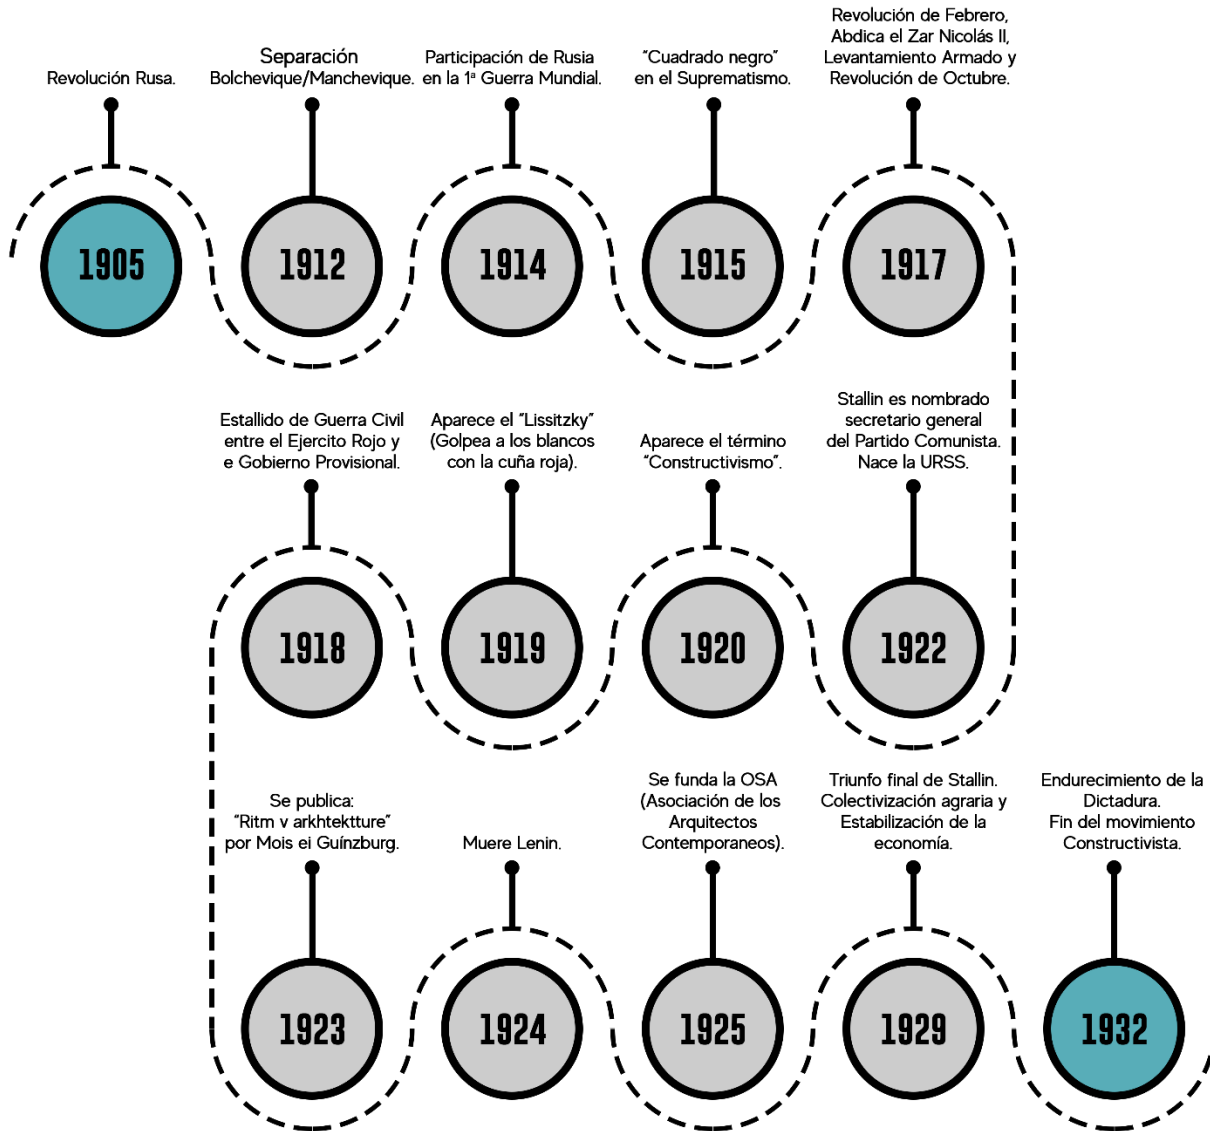 Revolución Rusa.
1905
Separación
Bolchevique/Manchevique.
1912
Participación de Rusia
en la 1ª Guerra Mundial.
1914
"Cuadrado negro"
en el Suprematismo.
1915
Revolución de Febrero,
Abdica el Zar Nicolás II,
Levantamiento Armado y
Revolución de Octubre.
1917
Estallido de Guerra Civil
entre el Ejercito Rojo y
e Gobierno Provisional.
1918
Aparece el "Lissitzky"
(Golpea a los blancos
con la cuña roja).
1919
Aparece el término
"Constructivismo".
1920
Stallin es nombrado
secretario general
del Partido Comunista.
Nace la URSS.
1922
Se publica:
"Ritm v arkhtektture"
por Mois ei Guínzburg.
1923
Muere Lenin.
1924
Se funda la OSA
(Asociación de los
Arquitectos
Contemporaneos).
1925
Triunfo final de Stallin.
Colectivización agraria y
Estabilización de la
economía.
1929
Endurecimiento de la
Dictadura.
Fin del movimiento
Constructivista.
1932